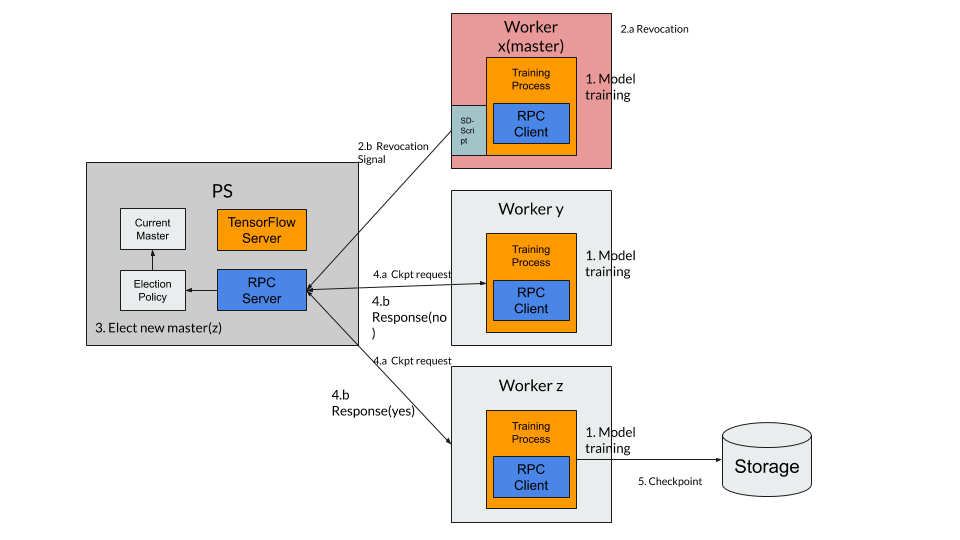 Worker
x(master)
2.a Revocation
Training
Process
1. Model
training
RPC
Client
SD-
Scri
pt
2.b Revocation
Signal
PS
Current
Master
TensorFlow
Server
Election
Policy
RPC
Server
3. Elect new master(z)
Worker y
Training
Process
1. Model
training
RPC
Client
4.a Ckpt request
4.b
Response(no
)
4.a Ckpt request
4.b
Response(yes)
Worker z
Training
Process
1. Model
training
RPC
Client
5. Checkpoint
Storage